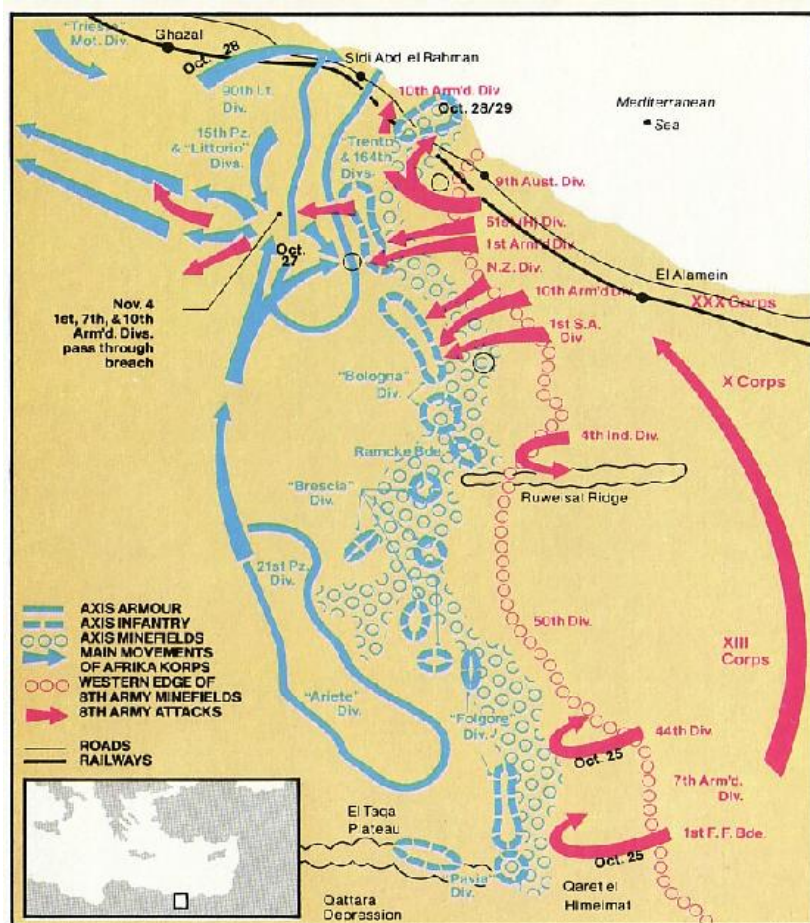 "Trieste"
Mot. Div.
Ghazal
Oct. 28
Sidi Abd el Rahman
90th Lt.
Div.
10th Arm'd. Div
Oct. 28/29
Mediterranean
Sea
15th Pz.
& "Littorio"
Divs.
"Trento"
& 164th
Divs.
9th Aust. Div.
51st (H) Div.
1st Arm'd Div.
Oct.
27
N.Z. Div.
El Alamein
10th Arm'd Div.
XXX Corps
Nov. 4
1st, 7th, & 10th
Arm'd. Divs.
pass through
breach
1st S.A.
Div.
"Bologna"
Div.
X Corps
4th Ind. Div.
Ramcke Bde.
"Brescia"
Div.
Ruweisat Ridge
21st Pz.
Div.
50th Div.
XIII
Corps
AXIS ARMOUR
AXIS INFANTRY
AXIS MINEFIELDS
MAIN MOVEMENTS
OF AFRIKA KORPS
WESTERN EDGE OF
8TH ARMY MINEFIELDS
8TH ARMY ATTACKS
ROADS
RAILWAYS
"Ariete"
Div.
"Folgore"
Div.
44th Div.
Oct. 25
7th Arm'd.
Div.
El Taqa
Plateau
1st F.F. Bde.
Oct. 25
"Pavia"
Div.
Qaret el
Himeimat
Qattara
Depression